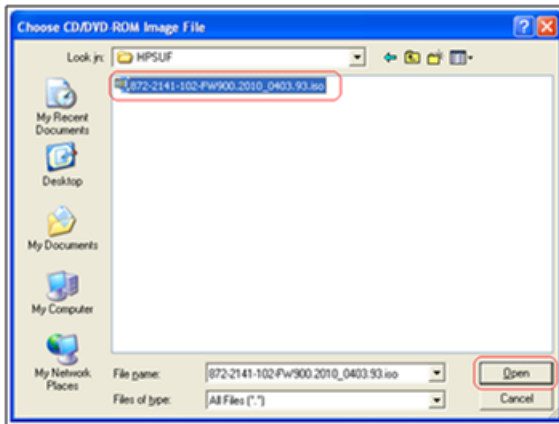 Choose CD/DVD-ROM Image File
Look in: HPSUF
872-2141-102-FW900.2010_0403.93.iso
My Recent
Documents
Desktop
My Documents
My Computer
My Network
Places
File name: 872-2141-102-FW900.2010_0403.93.iso Open
Files of type: All Files (*.*) Cancel